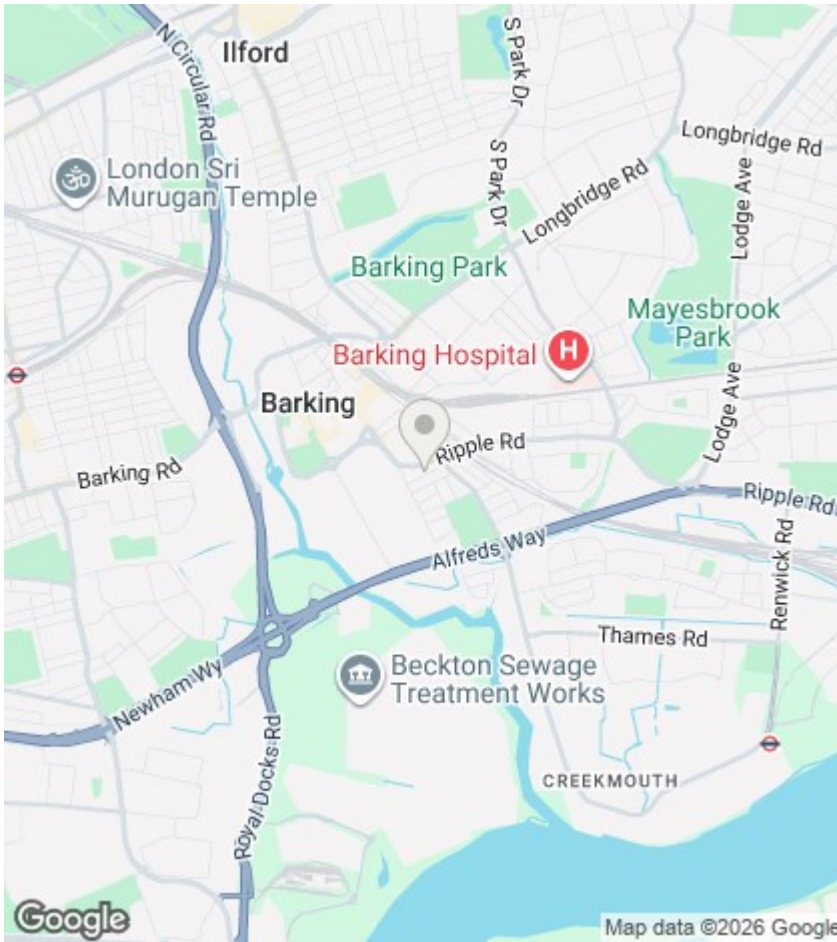 Ilford
N Circular Rd
S Park Dr
S Park Dr
Longbridge Rd
Longbridge Rd
Lodge Ave
London Sri
Murugan Temple
Barking Park
Mayesbrook
Park
Barking Hospital
H
Barking
Lodge Ave
Ripple Rd
Barking Rd
Ripple Rd
Alfreds Way
Renwick Rd
Thames Rd
Beckton Sewage
Treatment Works
Newham Wy
Royal Docks Rd
CREEKMOUTH
Google
Map data ©2026 Google